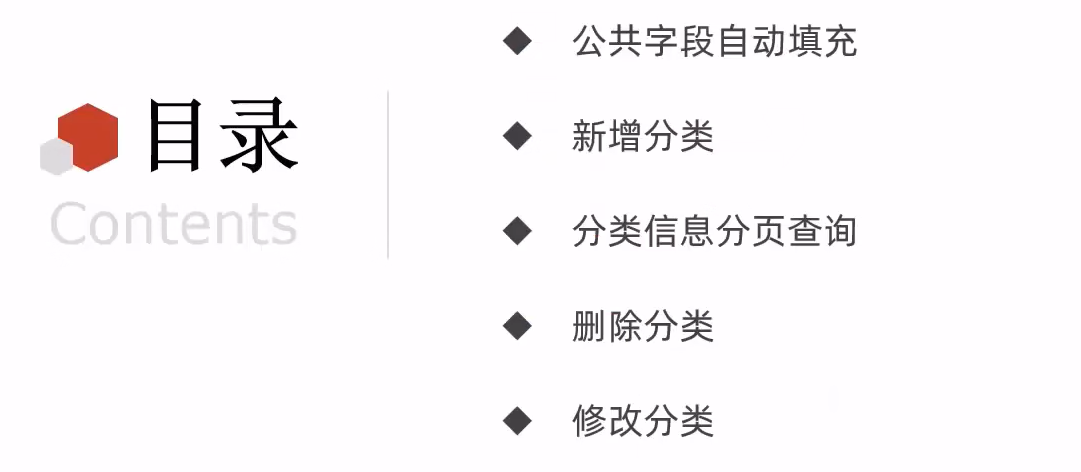 目录
Contents
公共字段自动填充
新增分类
分类信息分页查询
删除分类
修改分类